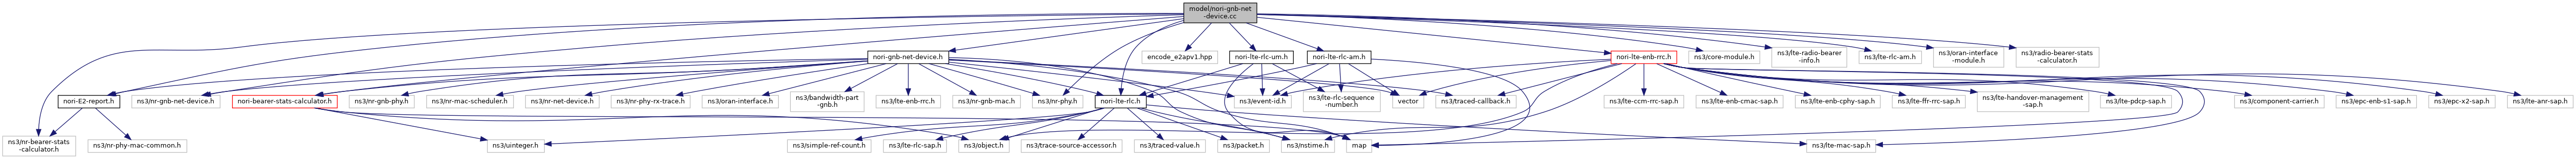 model/nori-gnb-net
-device.cc
nori-gnb-net-device.h
encode_e2apv1.hpp
nori-lte-rlc-um.h
nori-lte-rlc-am.h
nori-lte-enb-rrc.h
ns3/core-module.h
ns3/lte-radio-bearer
-info.h
ns3/lte-rlc-am.h
ns3/oran-interface
-module.h
ns3/radio-bearer-stats
-calculator.h
nori-E2-report.h
ns3/nr-gnb-net-device.h
nori-bearer-stats-calculator.h
ns3/nr-gnb-phy.h
ns3/nr-mac-scheduler.h
ns3/nr-net-device.h
ns3/nr-phy-rx-trace.h
ns3/oran-interface.h
ns3/bandwidth-part
-gnb.h
ns3/lte-enb-rrc.h
ns3/nr-gnb-mac.h
ns3/nr-phy.h
nori-lte-rlc.h
ns3/event-id.h
ns3/lte-rlc-sequence
-number.h
vector
ns3/traced-callback.h
ns3/lte-ccm-rrc-sap.h
ns3/lte-enb-cmac-sap.h
ns3/lte-enb-cphy-sap.h
ns3/lte-ffr-rrc-sap.h
ns3/lte-handover-management
-sap.h
ns3/lte-pdcp-sap.h
ns3/component-carrier.h
ns3/epc-enb-s1-sap.h
ns3/epc-x2-sap.h
ns3/lte-anr-sap.h
ns3/nr-bearer-stats
-calculator.h
ns3/nr-phy-mac-common.h
ns3/uinteger.h
ns3/simple-ref-count.h
ns3/lte-rlc-sap.h
ns3/object.h
ns3/trace-source-accessor.h
ns3/traced-value.h
ns3/packet.h
ns3/nstime.h
map
ns3/lte-mac-sap.h